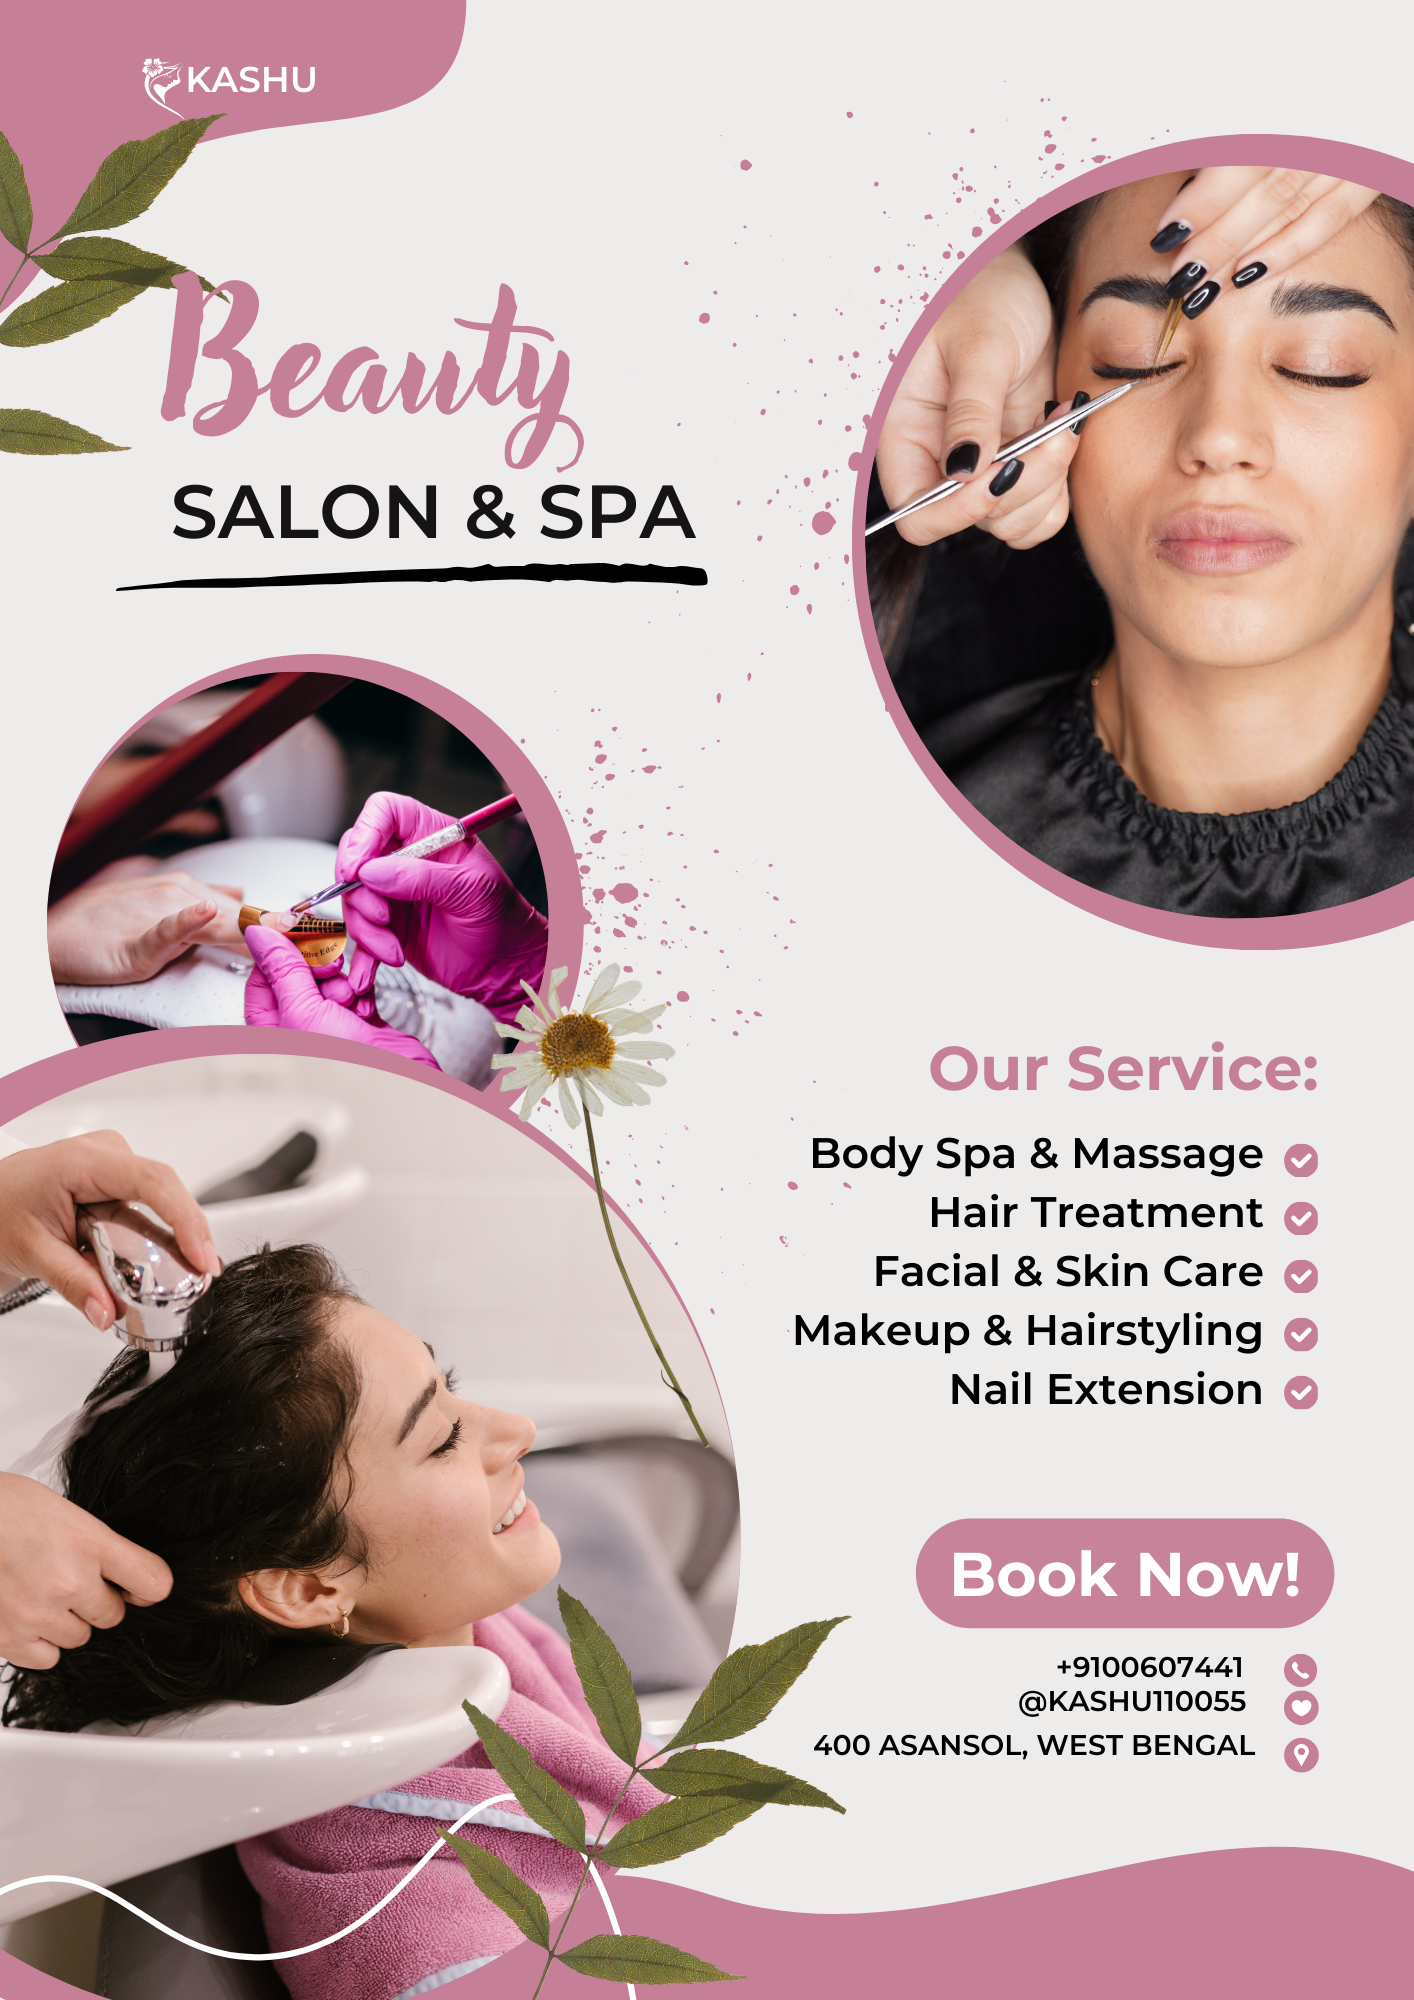 KASHU
Beauty
SALON & SPA
Our Service:
Body Spa & Massage
Hair Treatment
Facial & Skin Care
Makeup & Hairstyling
Nail Extension
Book Now!
+9100607441
@KASHU110055
400 ASANSOL, WEST BENGAL